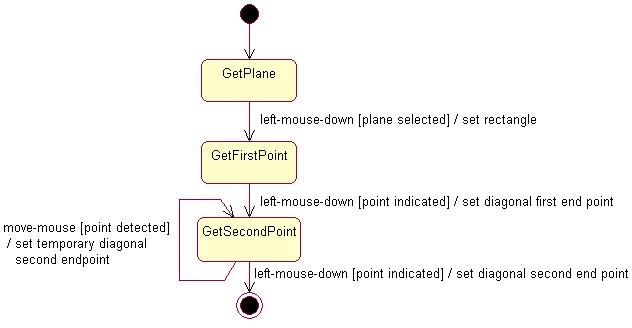 GetPlane
left-mouse-down [plane selected] / set rectangle
GetFirstPoint
left-mouse-down [point indicated] / set diagonal first end point
move-mouse [point detected]
/ set temporary diagonal
second endpoint
GetSecondPoint
left-mouse-down [point indicated] / set diagonal second end point